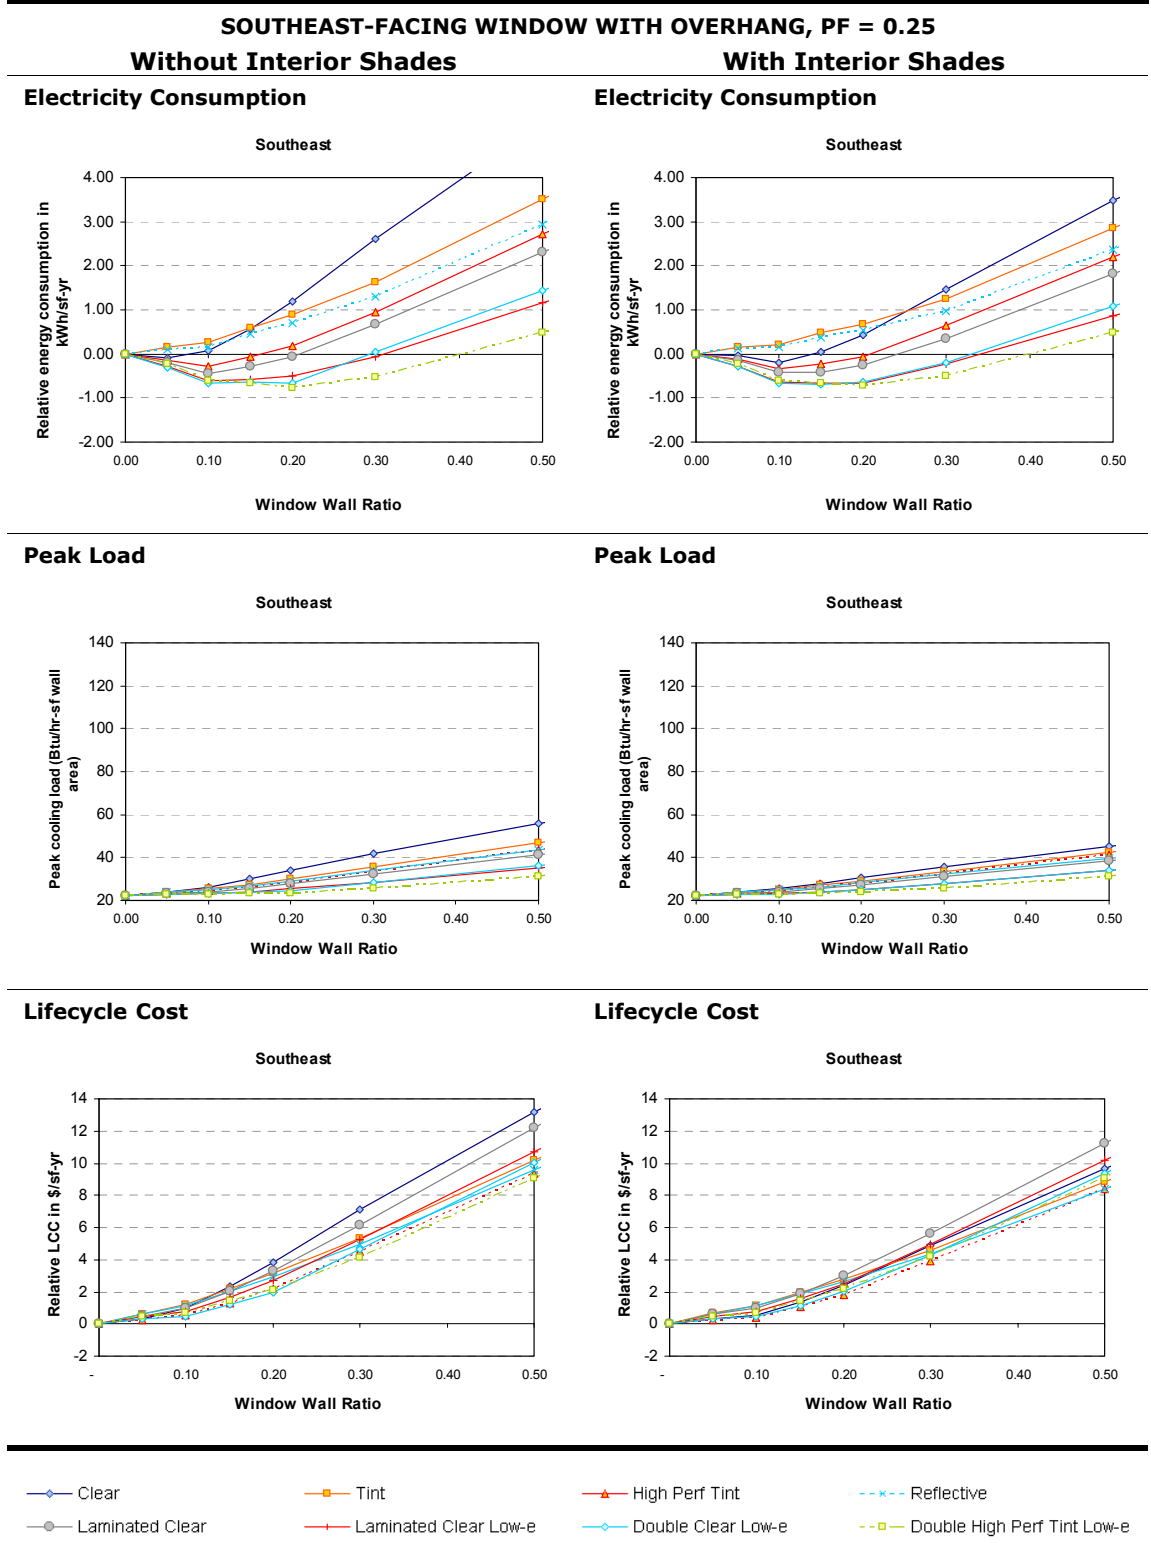 SOUTHEAST-FACING WINDOW WITH OVERHANG, PF = 0.25
Without Interior Shades
With Interior Shades
Electricity Consumption
Electricity Consumption
Southeast
Relative energy consumption in
kWh/sf-yr
4.00
3.00
2.00
1.00
0.00
-1.00
-2.00
0.00 0.10 0.20 0.30 0.40 0.50
Window Wall Ratio
Southeast
Relative energy consumption in
kWh/sf-yr
4.00
3.00
2.00
1.00
0.00
-1.00
-2.00
0.00 0.10 0.20 0.30 0.40 0.50
Window Wall Ratio
Peak Load
Peak Load
Southeast
Peak cooling load (Btu/hr-sf wall
area)
140
120
100
80
60
40
20
0.00 0.10 0.20 0.30 0.40 0.50
Window Wall Ratio
Southeast
Peak cooling load (Btu/hr-sf wall
area)
140
120
100
80
60
40
20
0.00 0.10 0.20 0.30 0.40 0.50
Window Wall Ratio
Lifecycle Cost
Lifecycle Cost
Southeast
Relative LCC in $/sf-yr
14
12
10
8
6
4
2
0
-2
- 0.10 0.20 0.30 0.40 0.50
Window Wall Ratio
Southeast
Relative LCC in $/sf-yr
14
12
10
8
6
4
2
0
-2
- 0.10 0.20 0.30 0.40 0.50
Window Wall Ratio
Clear Tint High Perf Tint Reflective
Laminated Clear Laminated Clear Low-e Double Clear Low-e Double High Perf Tint Low-e